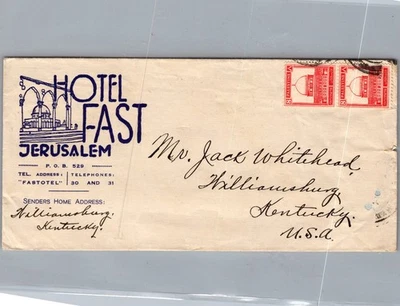 HOTEL
FAST
JERUSALEM
P. O. B. 528
TEL. ADDRESS: TELEPHONES:
"FASTOTEL" 30 AND 31
SENDERS HOME ADDRESS:
Williamsburg,
Kentucky.
Mr. Jack Whitehead,
Williamsburg,
Kentucky.
U.S.A.